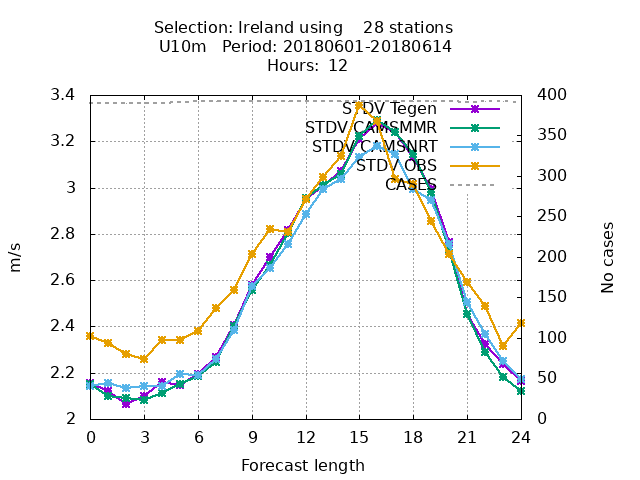 Selection: Ireland using    28 stations
U10m   Period: 20180601-20180614
Hours: 12
3.4
3.2
3
2.8
2.6
2.4
2.2
2
400
350
300
250
200
150
100
50
0
STDV Tegen
STDV CAMSMMR
STDV CAMSNRT
STDV OBS
CASES
m/s
No cases
0 3 6 9 12 15 18 21 24
Forecast length